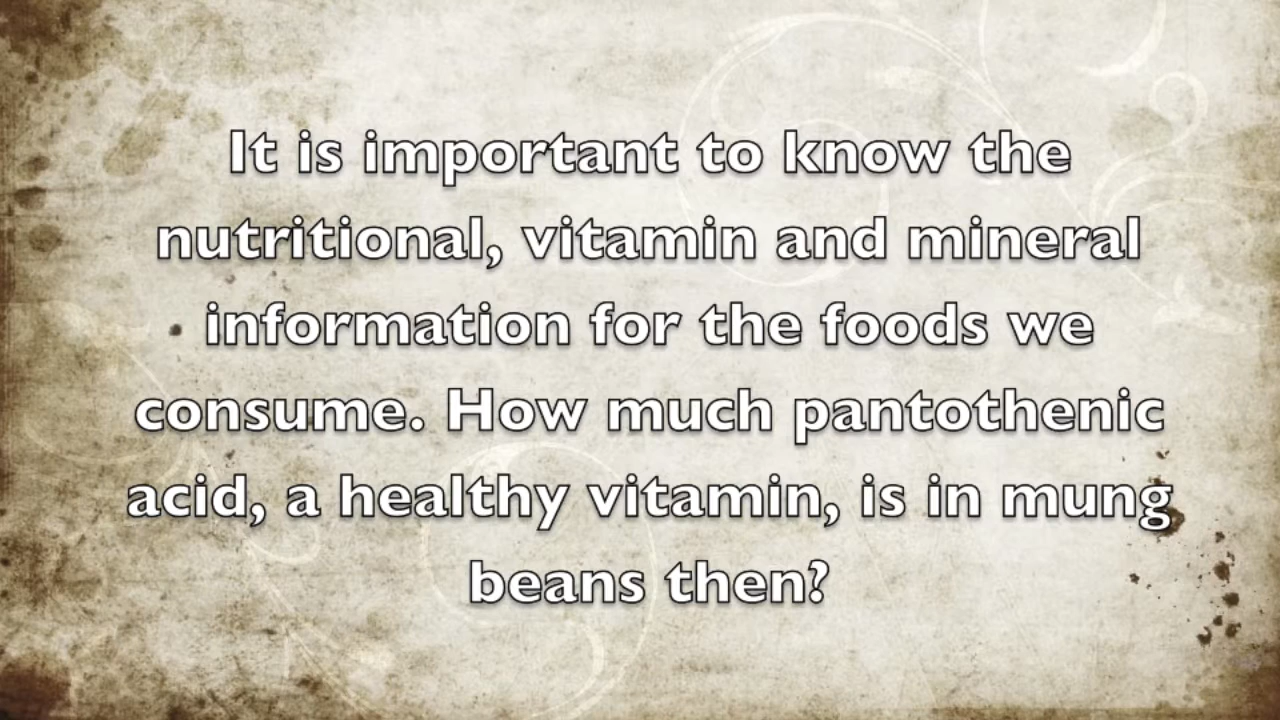 It is important to know the
nutritional, vitamin and mineral
information for the foods we
consume. How much pantothenic
acid, a healthy vitamin, is in mung
beans then?